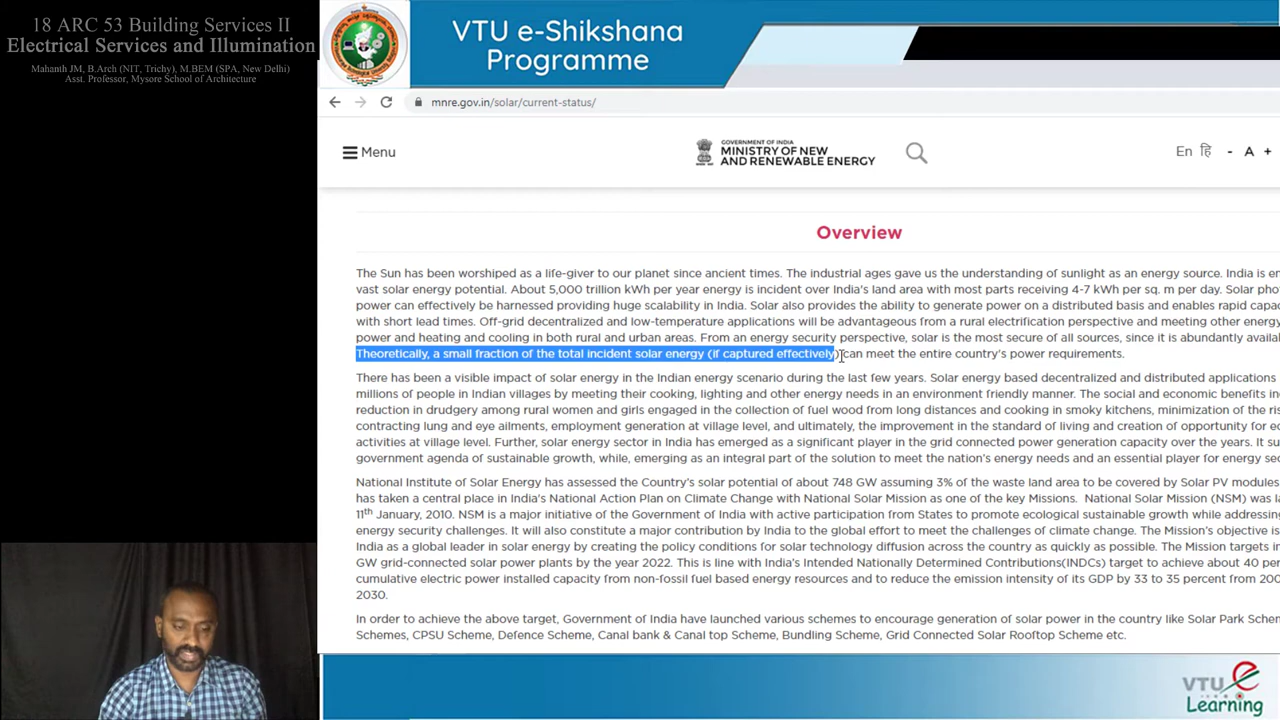 18 ARC 53 Building Services II
Electrical Services and Illumination
Mahanth JM, B.Arch (NIT, Trichy), M.BEM (SPA, New Delhi)
Asst. Professor, Mysore School of Architecture
VTU e-Shikshana
Programme
mnre.gov.in/solar/current-status/
Menu
GOVERNMENT OF INDIA
MINISTRY OF NEW
AND RENEWABLE ENERGY
En हि - A +
Overview
The Sun has been worshiped as a life-giver to our planet since ancient times. The industrial ages gave us the understanding of sunlight as an energy source. India is en
vast solar energy potential. About 5,000 trillion kWh per year energy is incident over India's land area with most parts receiving 4-7 kWh per sq. m per day. Solar pho
power can effectively be harnessed providing huge scalability in India. Solar also provides the ability to generate power on a distributed basis and enables rapid capac
with short lead times. Off-grid decentralized and low-temperature applications will be advantageous from a rural electrification perspective and meeting other energy
power and heating and cooling in both rural and urban areas. From an energy security perspective, solar is the most secure of all sources, since it is abundantly availa
Theoretically, a small fraction of the total incident solar energy (if captured effectively) can meet the entire country's power requirements.
There has been a visible impact of solar energy in the Indian energy scenario during the last few years. Solar energy based decentralized and distributed applications
millions of people in Indian villages by meeting their cooking, lighting and other energy needs in an environment friendly manner. The social and economic benefits in
reduction in drudgery among rural women and girls engaged in the collection of fuel wood from long distances and cooking in smoky kitchens, minimization of the ris
contracting lung and eye ailments, employment generation at village level, and ultimately, the improvement in the standard of living and creation of opportunity for ec
activities at village level. Further, solar energy sector in India has emerged as a significant player in the grid connected power generation capacity over the years. It su
government agenda of sustainable growth, while, emerging as an integral part of the solution to meet the nation's energy needs and an essential player for energy sec
National Institute of Solar Energy has assessed the Country's solar potential of about 748 GW assuming 3% of the waste land area to be covered by Solar PV modules
has taken a central place in India's National Action Plan on Climate Change with National Solar Mission as one of the key Missions. National Solar Mission (NSM) was la
11th January, 2010. NSM is a major initiative of the Government of India with active participation from States to promote ecological sustainable growth while addressing
energy security challenges. It will also constitute a major contribution by India to the global effort to meet the challenges of climate change. The Mission's objective is
India as a global leader in solar energy by creating the policy conditions for solar technology diffusion across the country as quickly as possible. The Mission targets in
GW grid-connected solar power plants by the year 2022. This is line with India's Intended Nationally Determined Contributions(INDCs) target to achieve about 40 per
cumulative electric power installed capacity from non-fossil fuel based energy resources and to reduce the emission intensity of its GDP by 33 to 35 percent from 200
2030.
In order to achieve the above target, Government of India have launched various schemes to encourage generation of solar power in the country like Solar Park Schem
Schemes, CPSU Scheme, Defence Scheme, Canal bank & Canal top Scheme, Bundling Scheme, Grid Connected Solar Rooftop Scheme etc.
VTU e
Learning